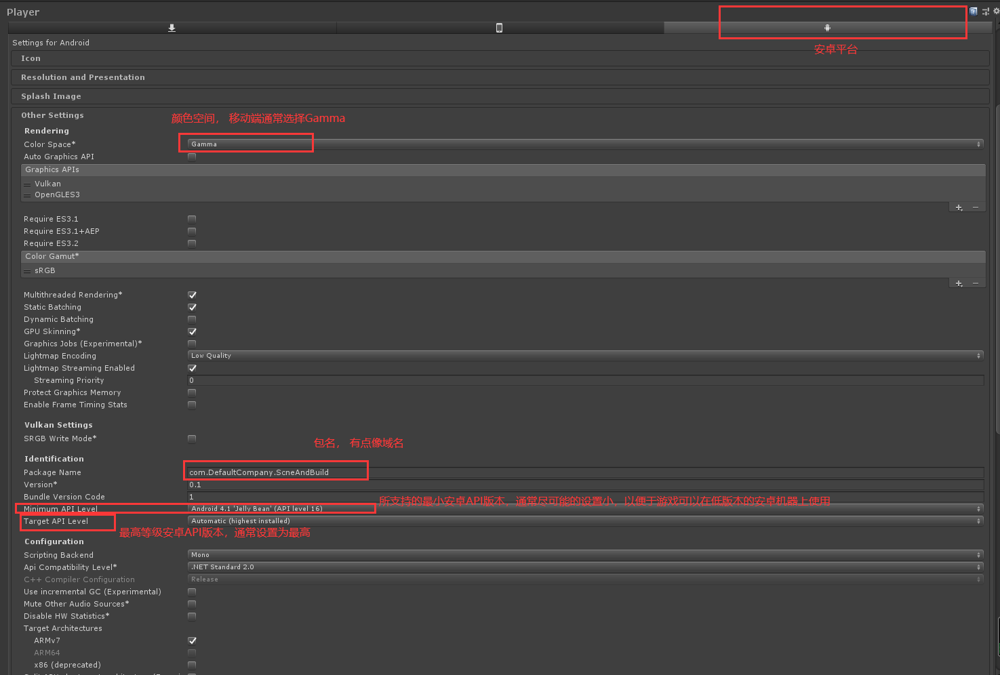 Player
安卓平台
Settings for Android
Icon
Resolution and Presentation
Splash Image
Other Settings
颜色空间， 移动端通常选择Gamma
Rendering
Color Space* Gamma
Auto Graphics API
Graphics APIs
Vulkan
OpenGLES3
Require ES3.1
Require ES3.1+AEP
Require ES3.2
Color Gamut*
sRGB
Multithreaded Rendering*
Static Batching
Dynamic Batching
GPU Skinning*
Graphics Jobs (Experimental)*
Lightmap Encoding Low Quality
Lightmap Streaming Enabled
Streaming Priority 0
Protect Graphics Memory
Enable Frame Timing Stats
Vulkan Settings
SRGB Write Mode*
包名， 有点像域名
Identification
Package Name com.DefaultCompany.ScneAndBuild
Version* 0.1
Bundle Version Code 1
所支持的最小安卓API版本，通常尽可能的设置小，以便于游戏可以在低版本的安卓机器上使用
Minimum API Level Android 4.1 'Jelly Bean' (API level 16)
Target API Level Automatic (highest installed)
最高等级安卓API版本，通常设置为最高
Configuration
Scripting Backend Mono
Api Compatibility Level* .NET Standard 2.0
C++ Compiler Configuration Release
Use incremental GC (Experimental)
Mute Other Audio Sources*
Disable HW Statistics*
Target Architectures
ARMv7
ARM64
x86 (deprecated)